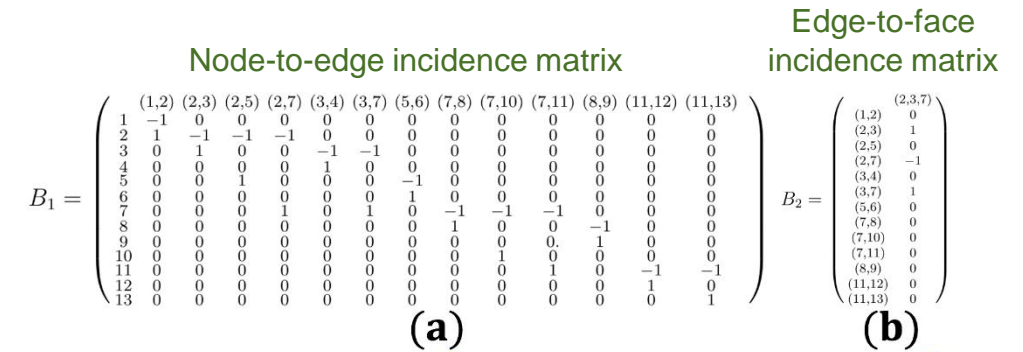 Node-to-edge incidence matrix
Edge-to-face
incidence matrix
(1,2) (2,3) (2,5) (2,7) (3,4) (3,7) (5,6) (7,8) (7,10) (7,11) (8,9) (11,12) (11,13)
1 −1 0 0 0 0 0 0 0 0 0 0 0 0
2 1 −1 −1 −1 0 0 0 0 0 0 0 0 0
3 0 1 0 0 −1 −1 0 0 0 0 0 0 0
4 0 0 0 0 1 0 0 0 0 0 0 0 0
5 0 0 1 0 0 0 −1 0 0 0 0 0 0
6 0 0 0 0 0 0 1 0 0 0 0 0 0
B1 = 7 0 0 0 1 0 1 0 −1 −1 −1 0 0 0
8 0 0 0 0 0 0 0 1 0 0 −1 0 0
9 0 0 0 0 0 0 0 0 0 0. 1 0 0
10 0 0 0 0 0 0 0 0 1 0 0 0 0
11 0 0 0 0 0 0 0 0 0 1 0 −1 −1
12 0 0 0 0 0 0 0 0 0 0 0 1 0
13 0 0 0 0 0 0 0 0 0 0 0 0 1
(a)
(2,3,7)
(1,2) 0
(2,3) 1
(2,5) 0
(2,7) −1
(3,4) 0
(3,7) 1
B2 = (5,6) 0
(7,8) 0
(7,10) 0
(7,11) 0
(8,9) 0
(11,12) 0
(11,13) 0
(b)